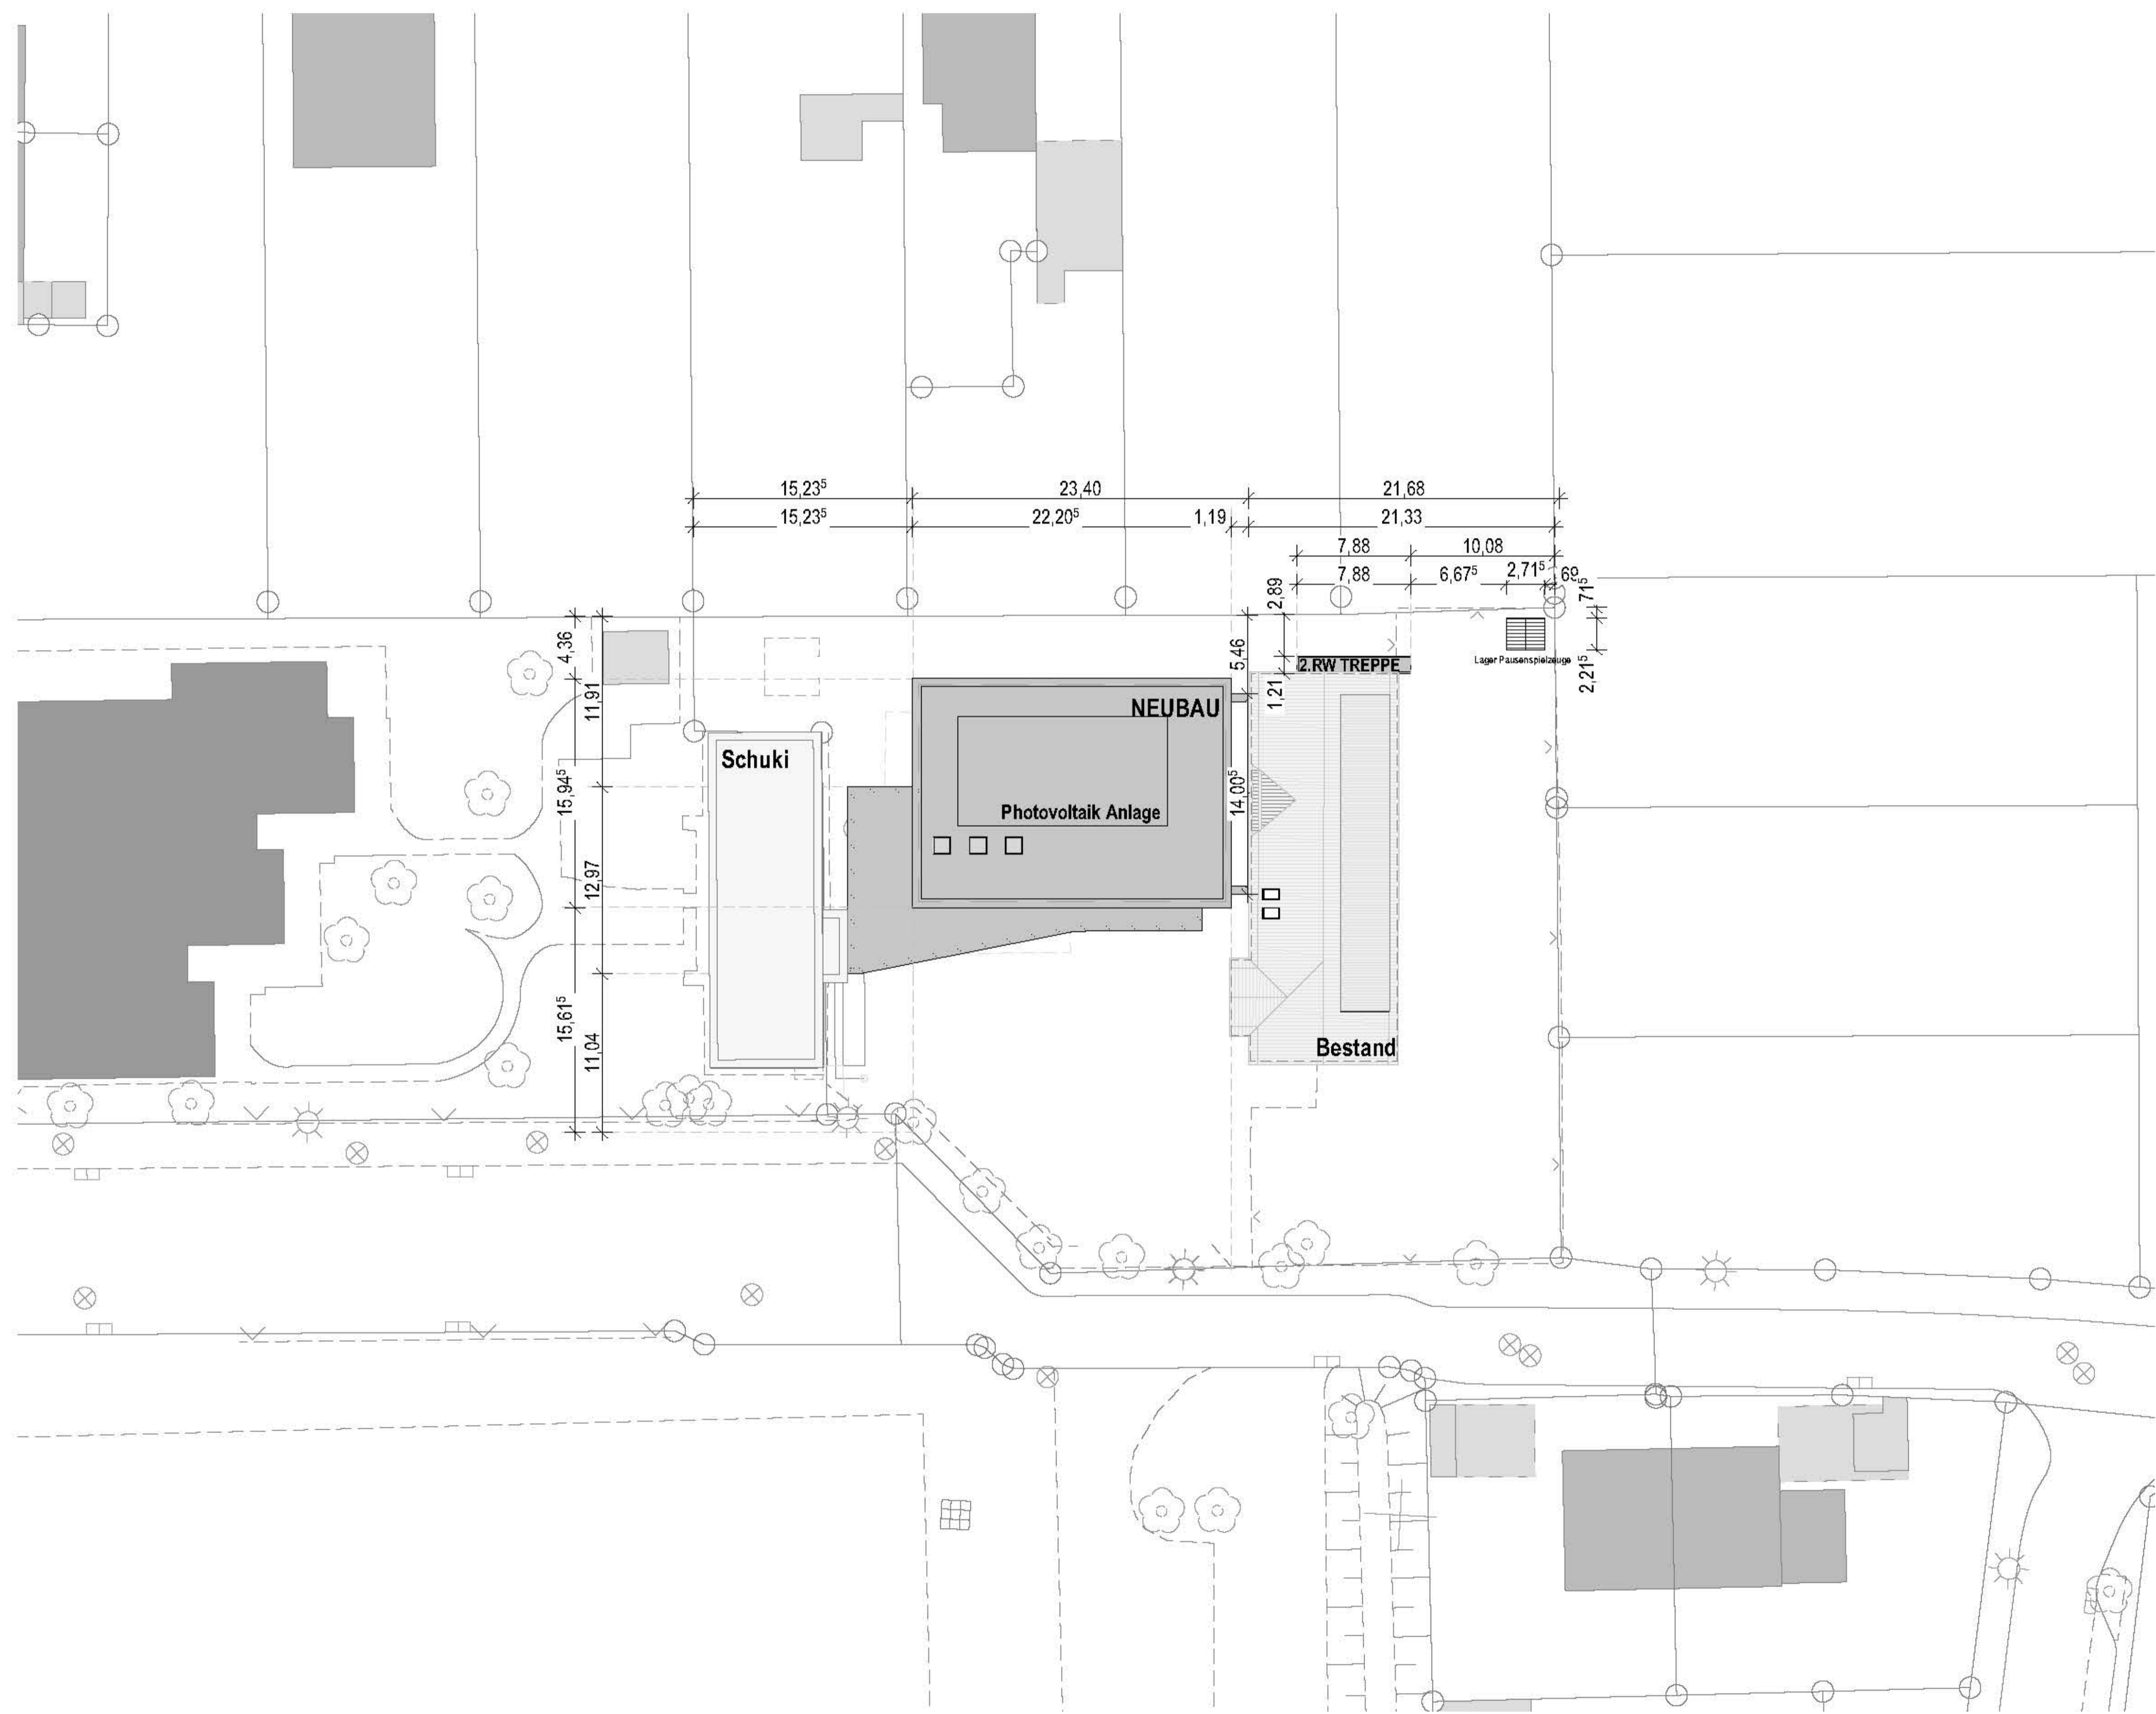 15,23⁵ 23,40 21,68
15,23⁵ 22,20⁵ 1,19 21,33
7,88 10,08
7,88 6,67⁵ 2,71⁵ 69
71⁵
2,21⁵
2,89
5,46
1,21
14,00⁵
4,36
11,91
15,94⁵
12,97
15,61⁵
11,04
2.RW TREPPE
Lager Pausenspielzeuge
NEUBAU
Schuki
Photovoltaik Anlage
Bestand